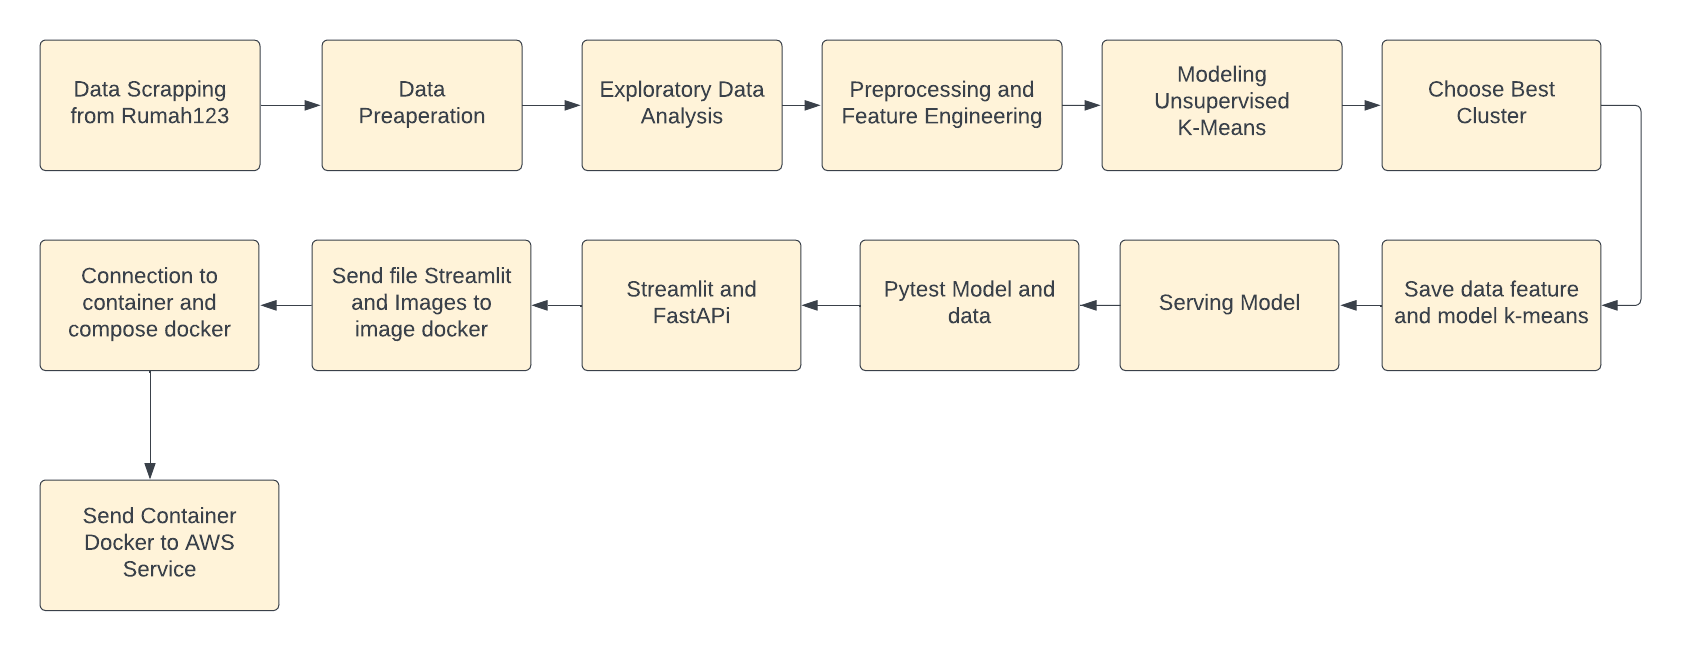 Data Scrapping
from Rumah123
Data
Preaperation
Exploratory Data
Analysis
Preprocessing and
Feature Engineering
Modeling
Unsupervised
K-Means
Choose Best
Cluster
Save data feature
and model k-means
Serving Model
Pytest Model and
data
Streamlit and
FastAPi
Send file Streamlit
and Images to
image docker
Connection to
container and
compose docker
Send Container
Docker to AWS
Service